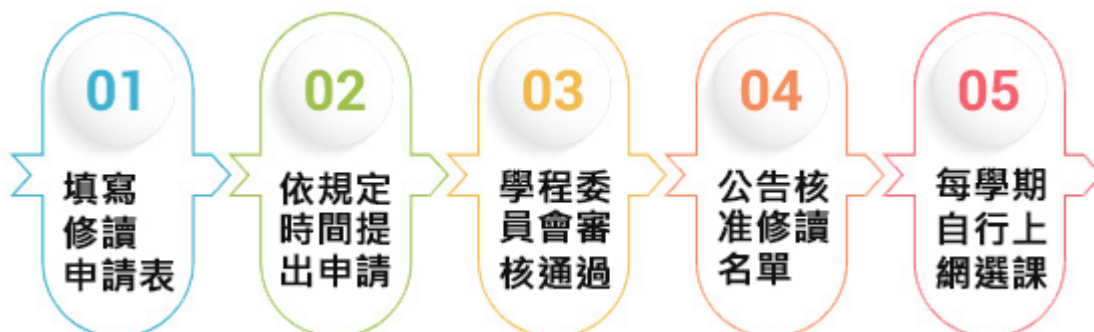 01
填寫
修讀
申請表
02
依規定
時間提
出申請
03
學程委
員會審
核通過
04
公告核
准修讀
名單
05
每學期
自行上
網選課